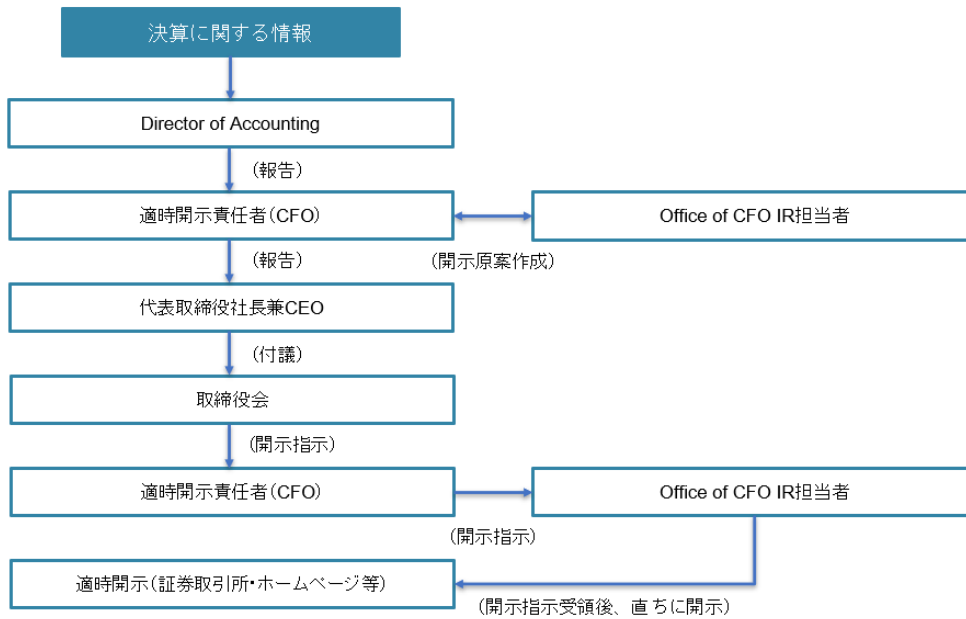 決算に関する情報
Director of Accounting
(報告)
適時開示責任者(CFO)
Office of CFO IR担当者
(報告)
(開示原案作成)
代表取締役社長兼CEO
(付議)
取締役会
(開示指示)
適時開示責任者(CFO)
Office of CFO IR担当者
(開示指示)
適時開示(証券取引所・ホームページ等)
(開示指示受領後、直ちに開示)